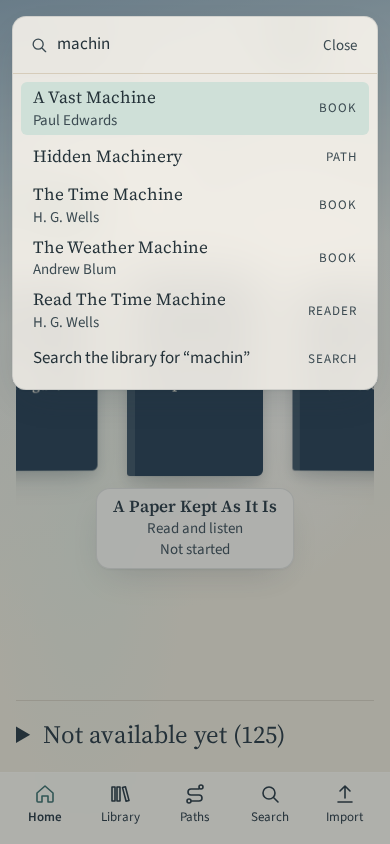 machin
Close
A Vast Machine
Paul Edwards
BOOK
Hidden Machinery
PATH
The Time Machine
H. G. Wells
BOOK
The Weather Machine
Andrew Blum
BOOK
Read The Time Machine
H. G. Wells
READER
Search the library for “machin”
SEARCH
A Paper Kept As It Is
Read and listen
Not started
Not available yet (125)
Home
Library
Paths
Search
Import